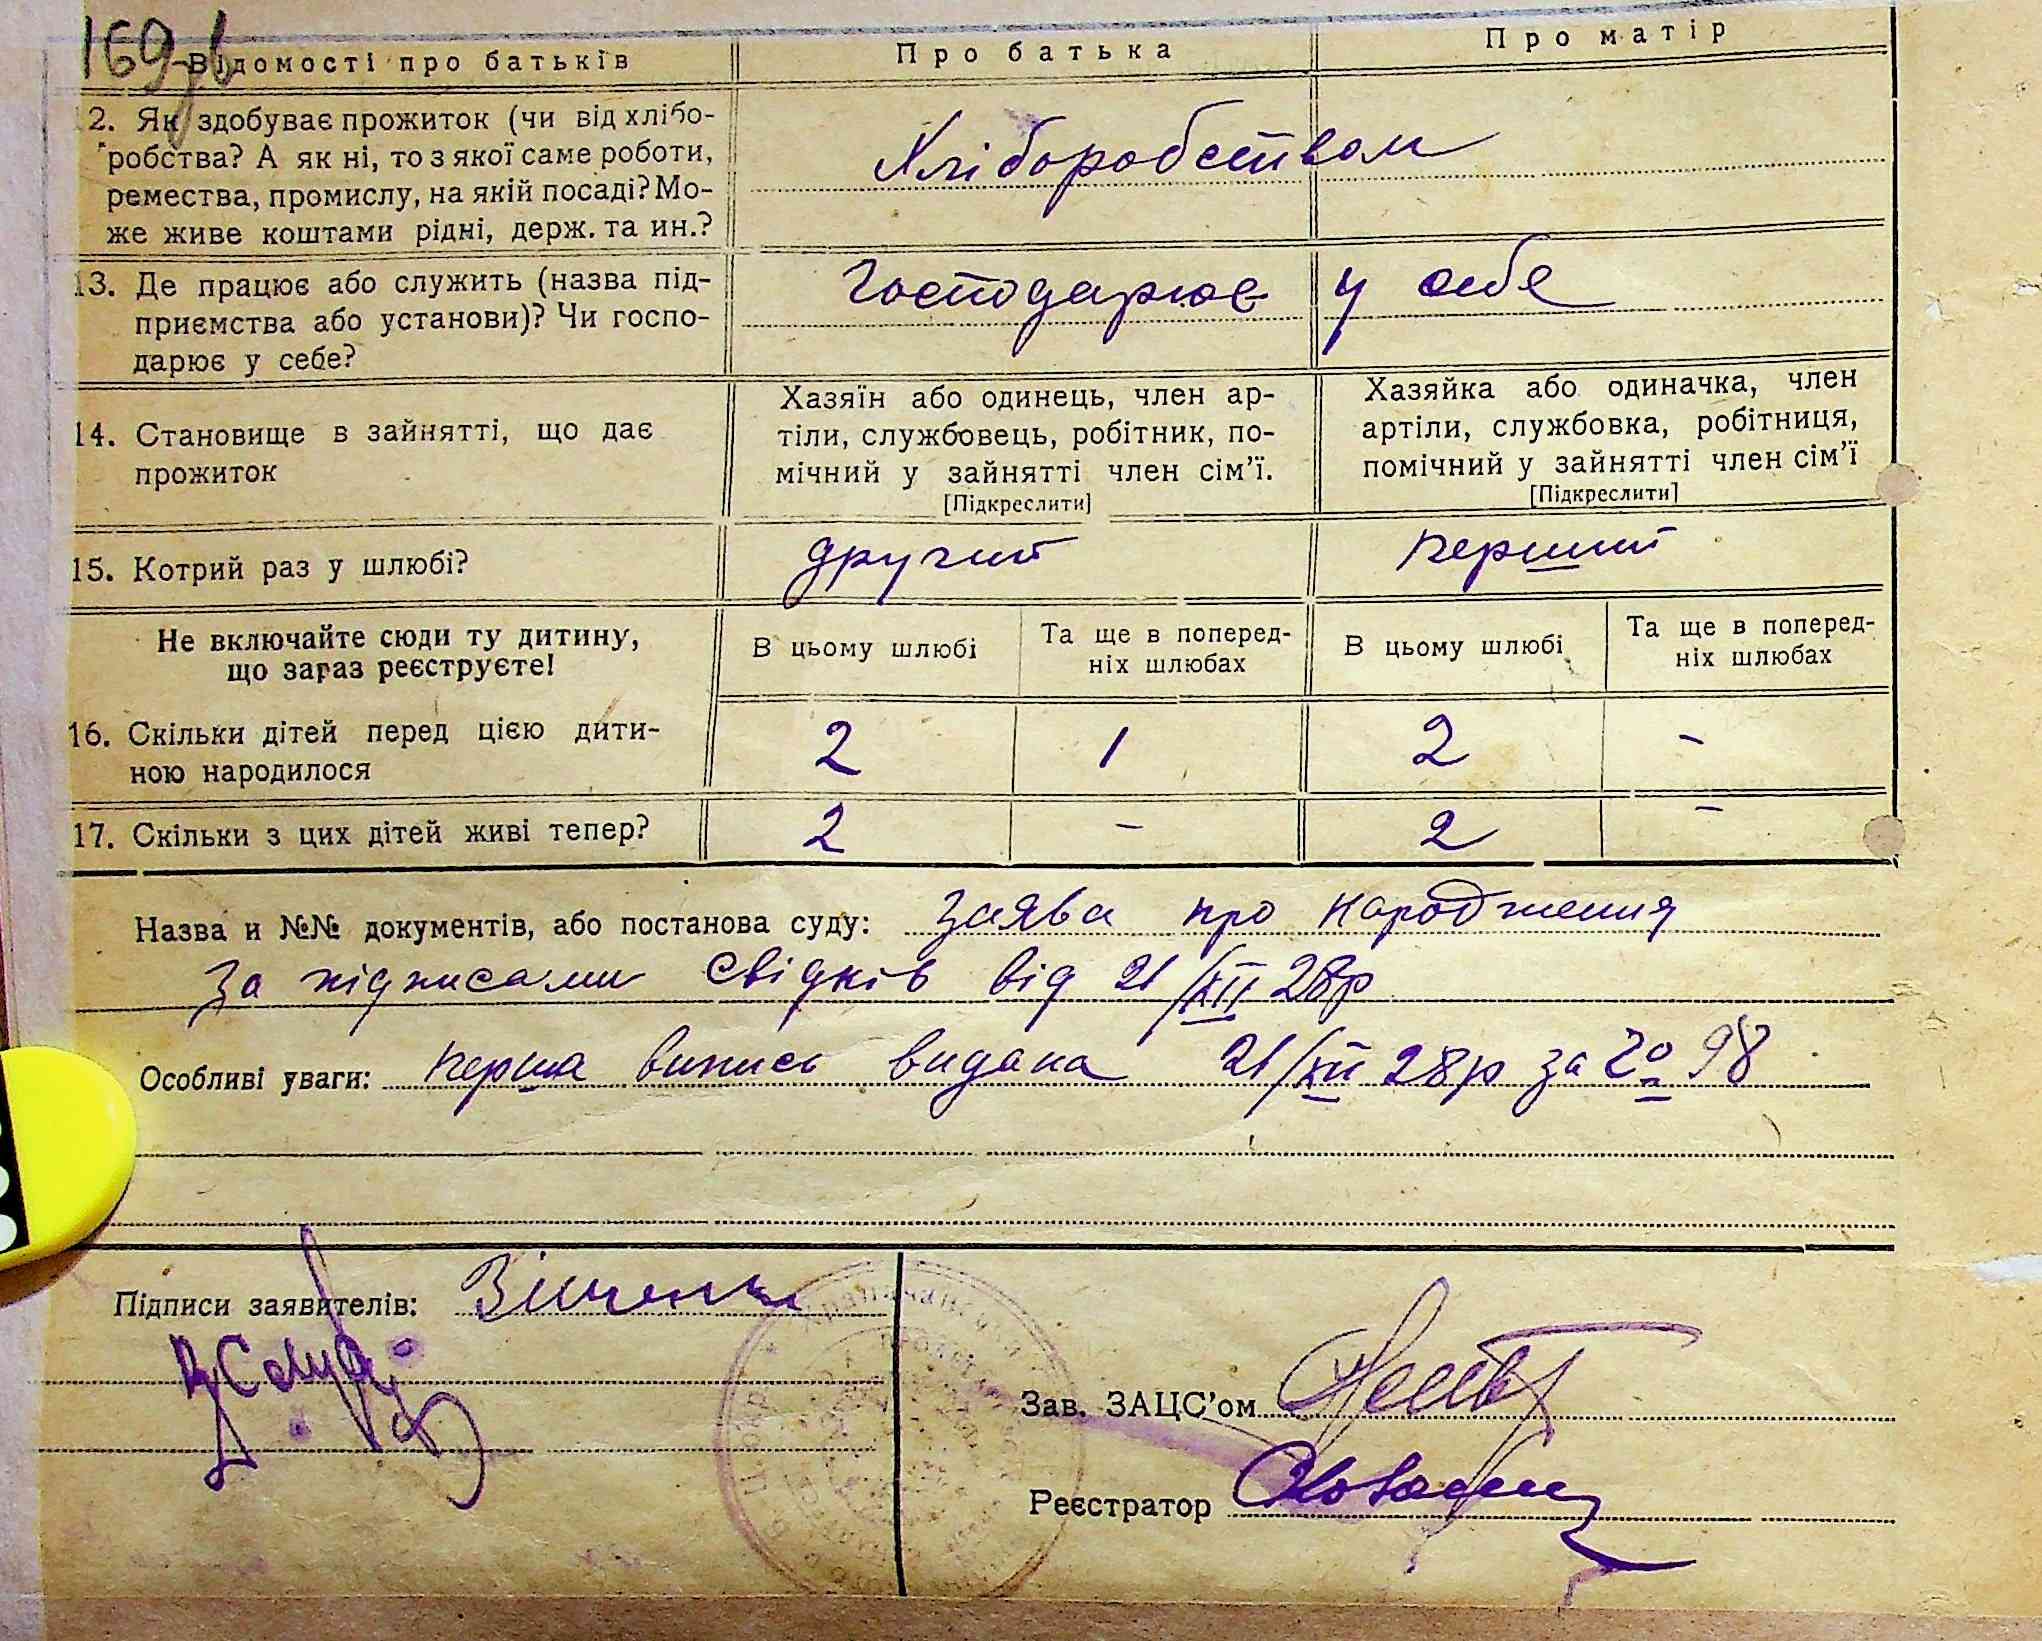 169 зв
Відомості про батьків
Про батька
Про матір
12. Як здобуває прожиток (чи від хлібо-
робства? А як ні, то з якої саме роботи,
ремества, промислу, на якій посаді? Мо-
же живе коштами рідні, держ. та ин.?
Хліборобством
13. Де працює або служить (назва під-
приємства або установи)? Чи госпо-
дарює у себе?
Господарює у себе
14. Становище в зайнятті, що дає
прожиток
Хазяїн або одинець, член ар-
тіли, службовець, робітник, по-
мічний у зайнятті член сім’ї.
[Підкреслити]
Хазяйка або одиначка, член
артіли, службовка, робітниця,
помічний у зайнятті член сім’ї
[Підкреслити]
15. Котрий раз у шлюбі?
другий
перший
Не включайте сюди ту дитину,
що зараз реєструєте!
В цьому шлюбі
Та ще в поперед-
ніх шлюбах
В цьому шлюбі
Та ще в поперед-
ніх шлюбах
16. Скільки дітей перед цією дити-
ною народилося
2 1 2 -
17. Скільки з цих дітей живі тепер?
2 - 2 -
Назва и №№ документів, або постанова суду: Заява про народження
за підписами свідків від 21/XII 28р
Особливі уваги: перша випись видана 21/XII 28р за № 98
Підписи заявителів:
Зав. ЗАЦС’ом
Реєстратор